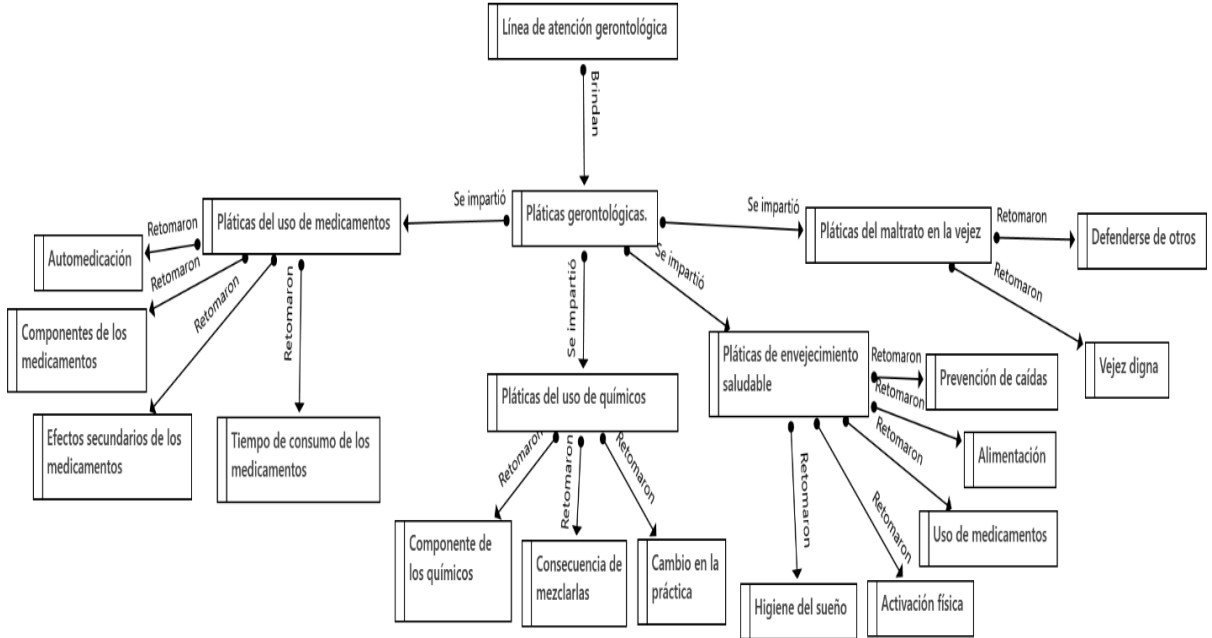 Línea de atención gerontológica
Brindan
Se impartió
Pláticas gerontológicas.
Se impartió
Pláticas del uso de medicamentos
Pláticas del maltrato en la vejez
Retomaron
Defenderse de otros
Retomaron
Automedicación
Retomaron
Retomaron
Retomaron
Componentes de los
medicamentos
Se impartió
Se impartió
Retomaron
Vejez digna
Pláticas de envejecimiento
saludable
Retomaron
Prevención de caídas
Retomaron
Alimentación
Retomaron
Uso de medicamentos
Retomaron
Activación física
Retomaron
Higiene del sueño
Efectos secundarios de los
medicamentos
Tiempo de consumo de los
medicamentos
Pláticas del uso de químicos
Retomaron
Retomaron
Retomaron
Componente de
los químicos
Consecuencia de
mezclarlas
Cambio en la
práctica